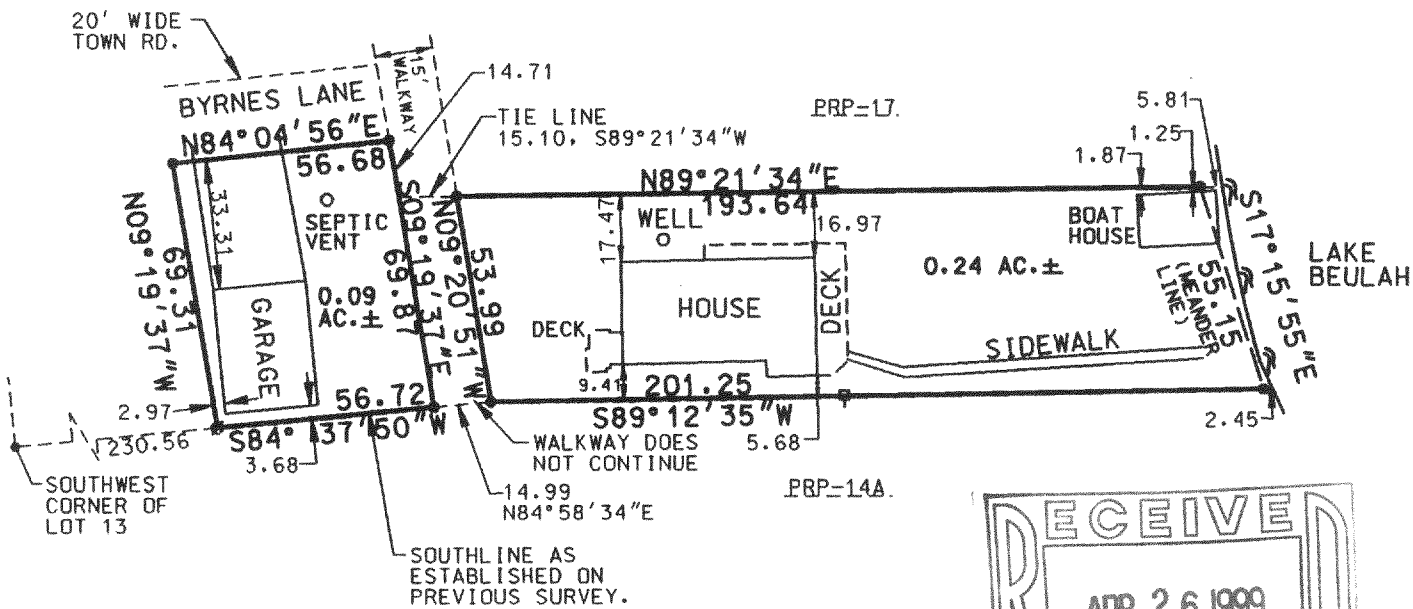 20' WIDE
TOWN RD.
BYRNES LANE
15'
WALKWAY
14.71
N84°04'56"E
56.68
TIE LINE
15.10, S89°21'34"W
PRP-17
5.81
1.25
1.87
N09°19'37"W
69.31
33.31
SEPTIC
VENT
GARAGE
0.09
AC.±
S09°19'37"E
69.87
N09°20'51"W
53.99
N89°21'34"E
193.64
17.47
WELL
16.97
HOUSE
DECK
DECK
0.24 AC.±
BOAT
HOUSE
S17°15'55"E
55.15
(MEANDER
LINE)
LAKE
BEULAH
SIDEWALK
9.41
201.25
S89°12'35"W
5.68
2.45
2.97
56.72
S84°37'50"W
3.68
230.56
SOUTHWEST
CORNER OF
LOT 13
WALKWAY DOES
NOT CONTINUE
14.99
N84°58'34"E
PRP-14A
SOUTHLINE AS
ESTABLISHED ON
PREVIOUS SURVEY.
RECEIVED
APR 26 1999